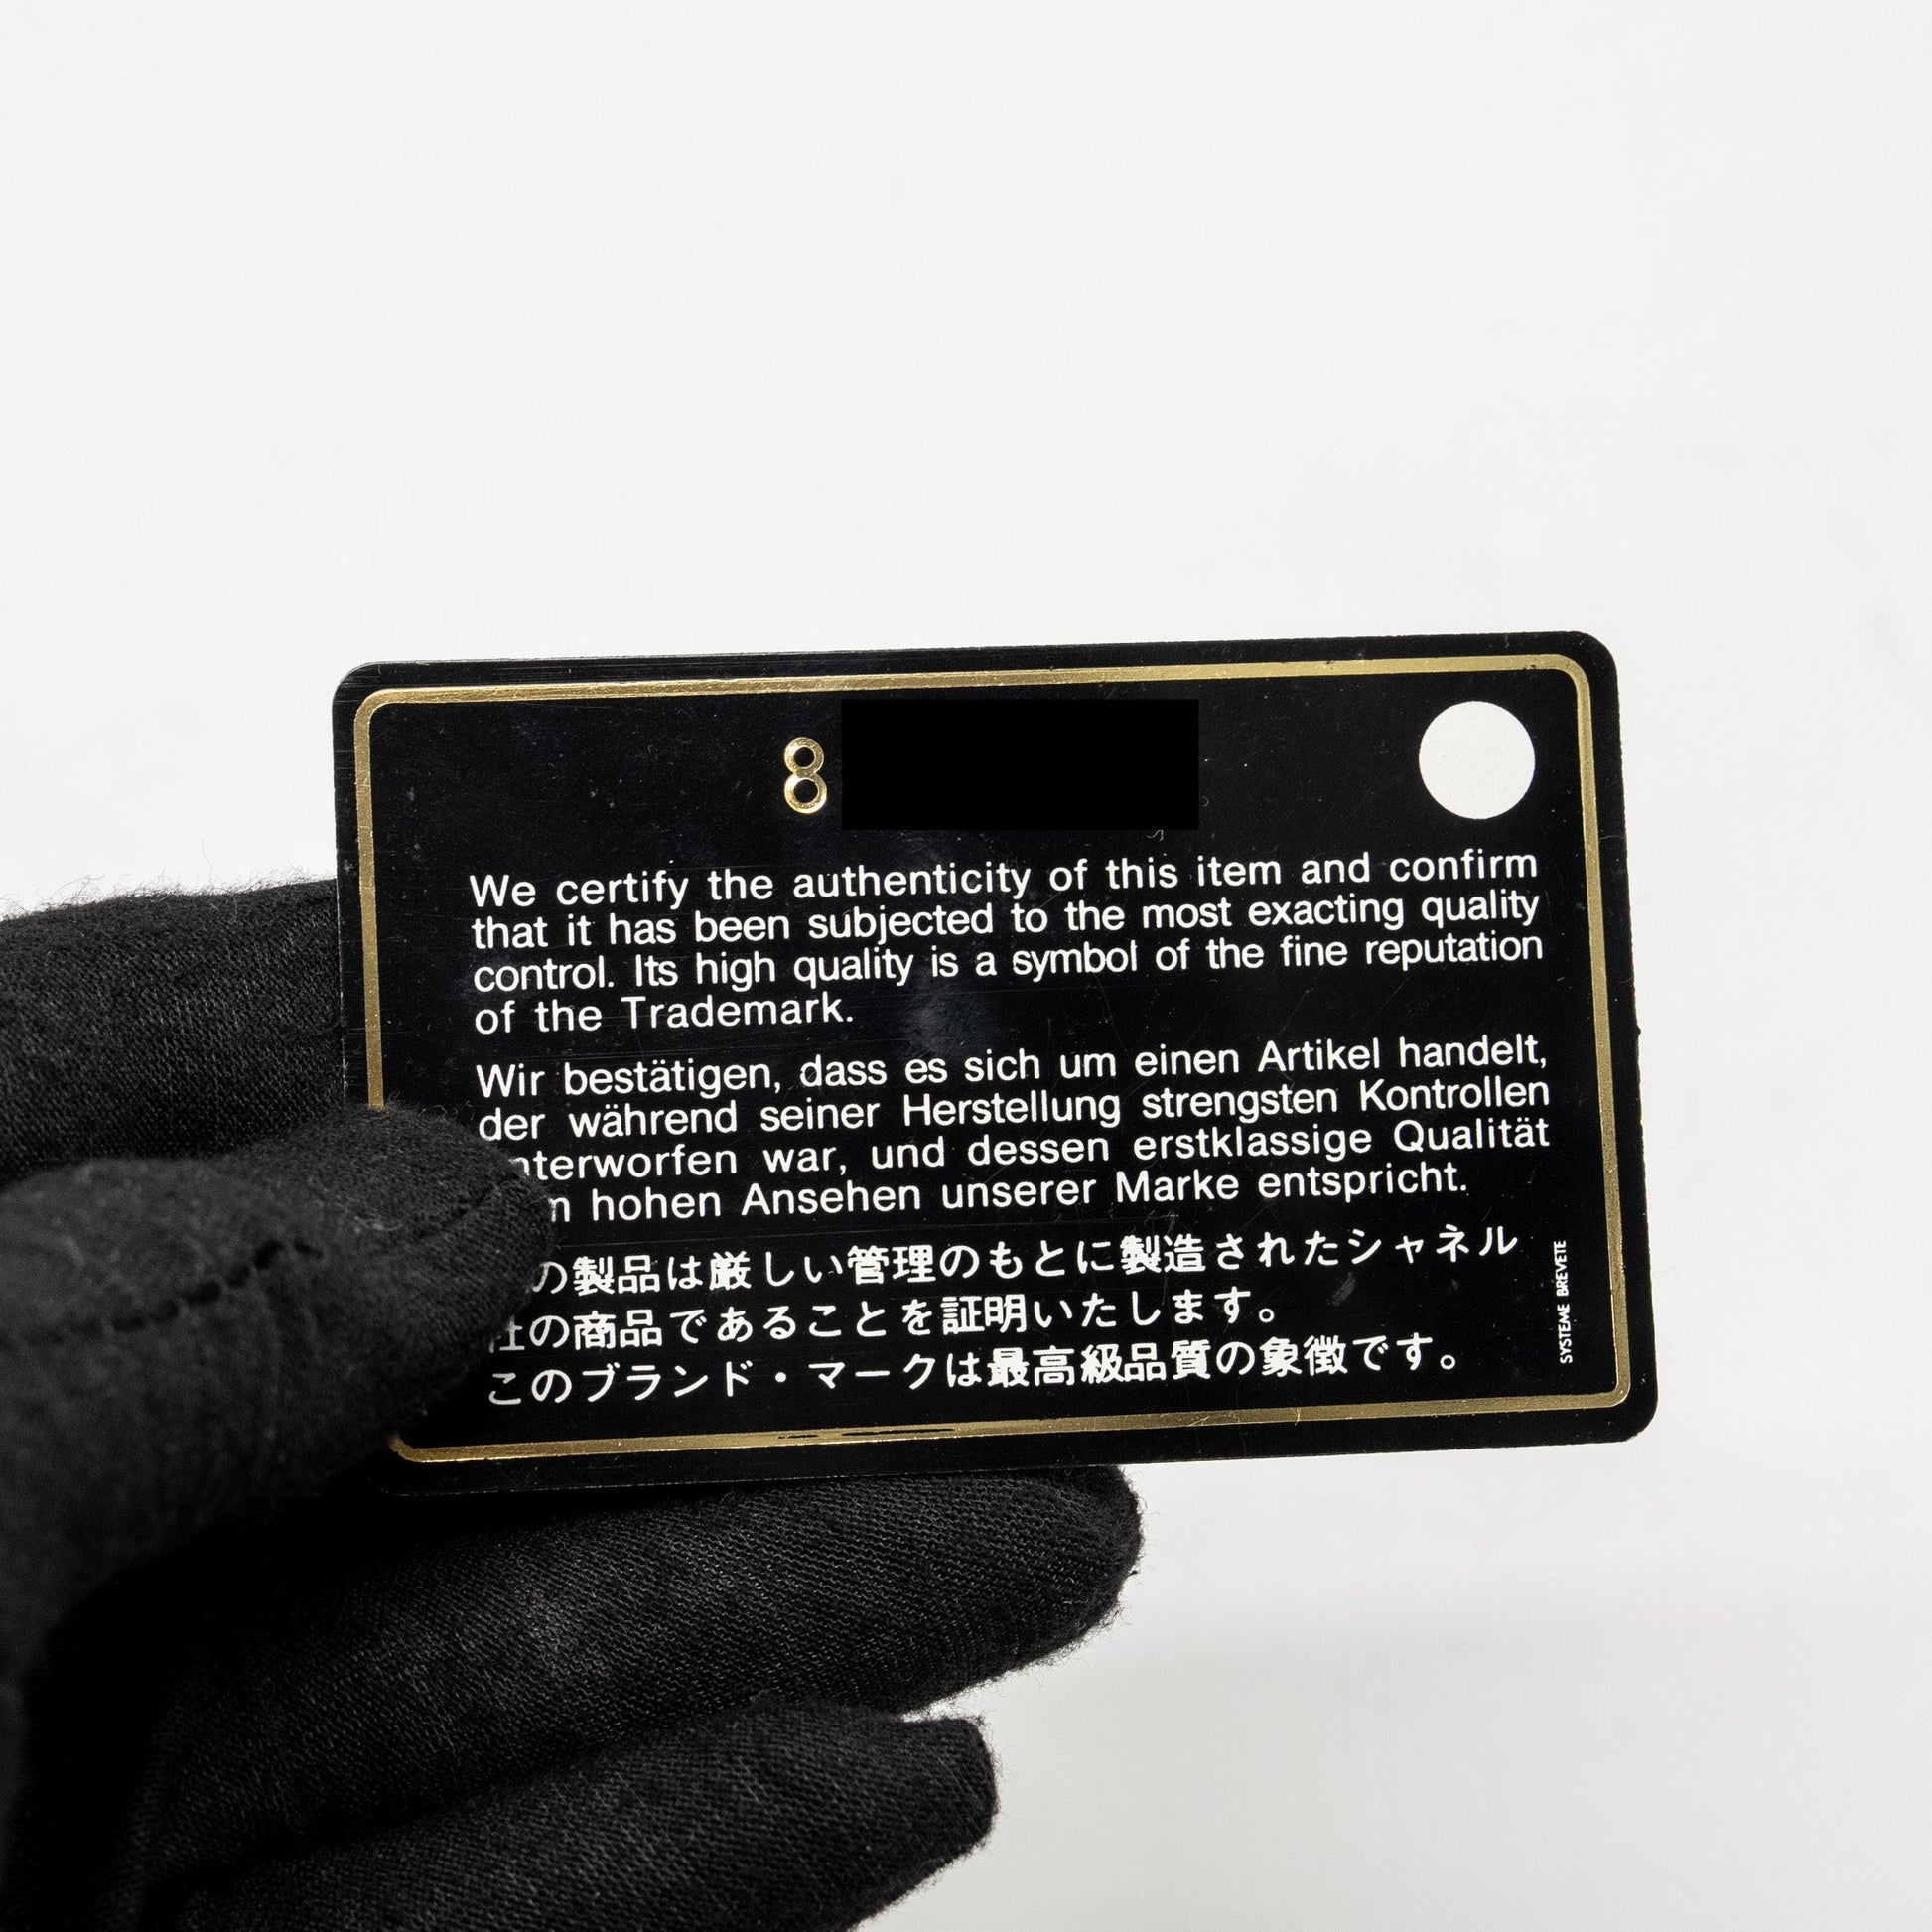 8
We certify the authenticity of this item and confirm
that it has been subjected to the most exacting quality
control. Its high quality is a symbol of the fine reputation
of the Trademark.
Wir bestätigen, dass es sich um einen Artikel handelt,
der während seiner Herstellung strengsten Kontrollen
war, und dessen erstklassige Qualität
hohen Ansehen unserer Marke entspricht.
の製品は厳しい管理のもとに製造されたシャネル
社の商品であることを証明いたします。
このブランド・マークは最高級品質の象徴です。
SYSTEME BREVETE